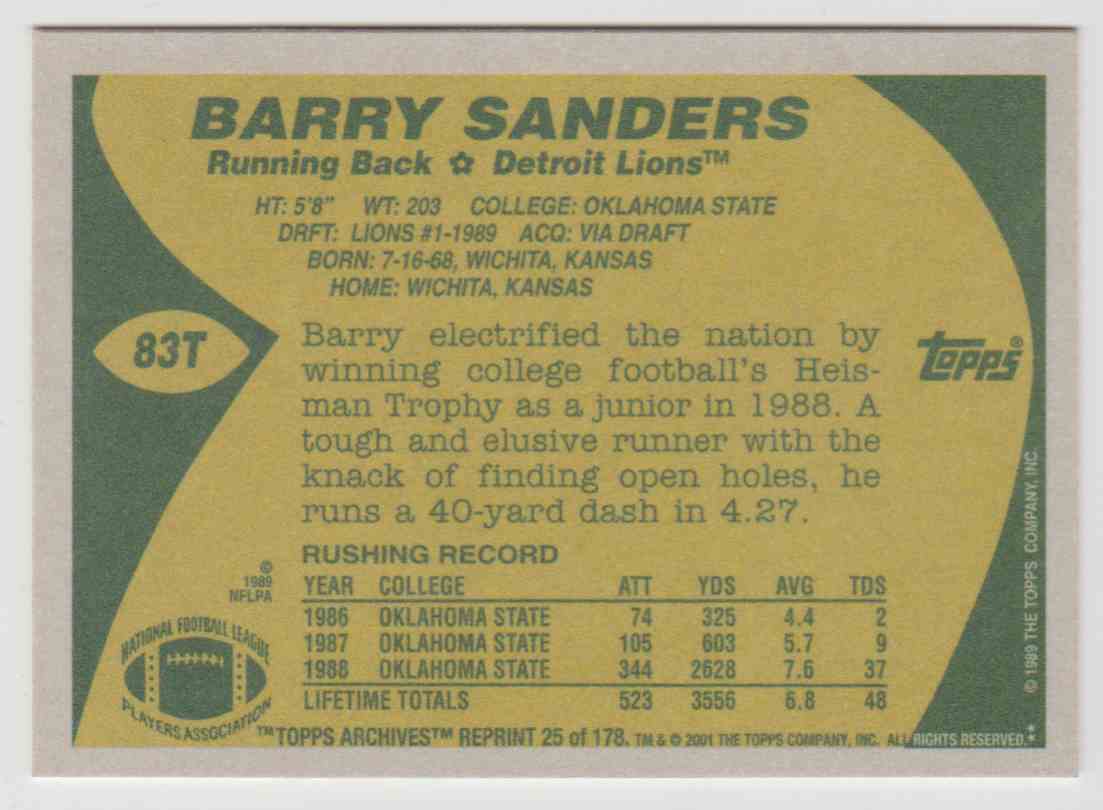 BARRY SANDERS
Running Back ✿ Detroit Lions™
HT: 5'8" WT: 203 COLLEGE: OKLAHOMA STATE
DRFT: LIONS #1-1989 ACQ: VIA DRAFT
BORN: 7-16-68, WICHITA, KANSAS
HOME: WICHITA, KANSAS
83T
Barry electrified the nation by
winning college football's Heis-
man Trophy as a junior in 1988. A
tough and elusive runner with the
knack of finding open holes, he
runs a 40-yard dash in 4.27.
TOPPS®
RUSHING RECORD
YEAR COLLEGE ATT YDS AVG TDS
1986 OKLAHOMA STATE 74 325 4.4 2
1987 OKLAHOMA STATE 105 603 5.7 9
1988 OKLAHOMA STATE 344 2628 7.6 37
LIFETIME TOTALS 523 3556 6.8 48
©
1989
NFLPA
NATIONAL FOOTBALL LEAGUE
PLAYERS ASSOCIATION™
TOPPS ARCHIVES™ REPRINT 25 of 178. TM & © 2001 THE TOPPS COMPANY, INC. ALL RIGHTS RESERVED.**
© 1989 THE TOPPS COMPANY, INC.